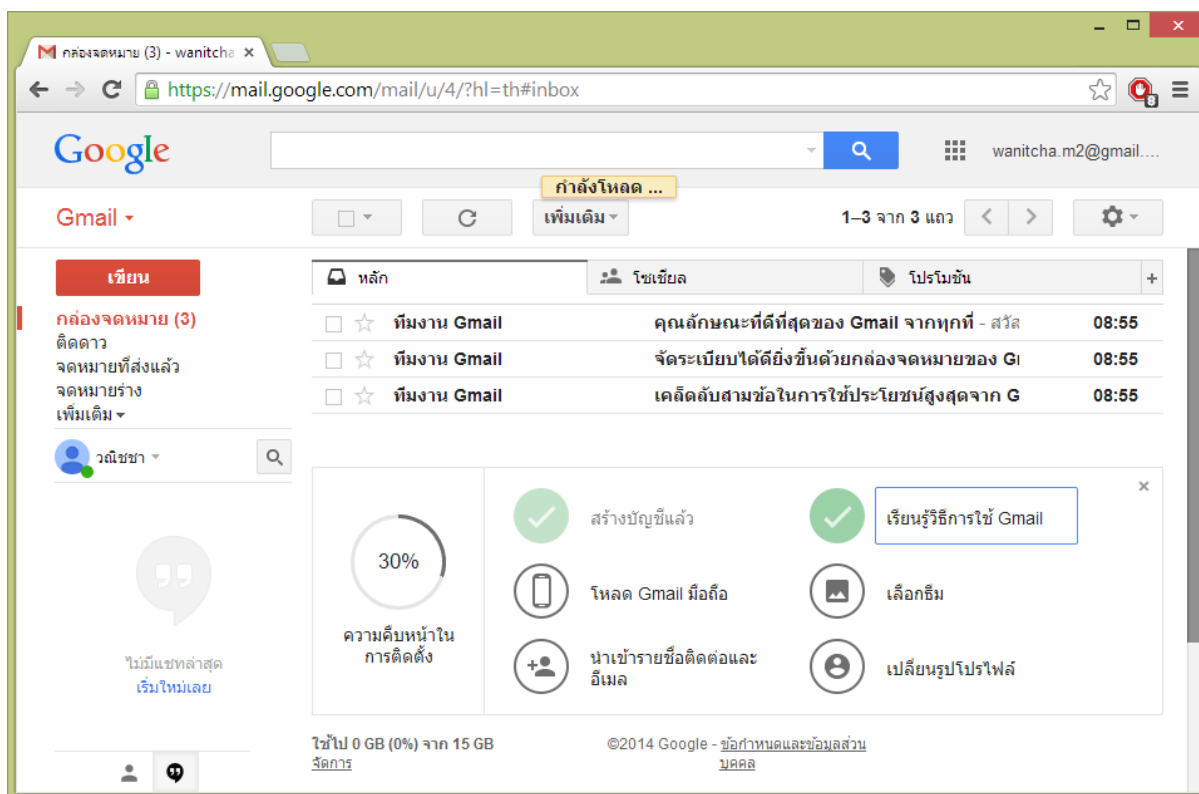 กล่องจดหมาย (3) - wanitcha
https://mail.google.com/mail/u/4/?hl=th#inbox
8
Google
wanitcha.m2@gmail....
กำลังโหลด ...
Gmail
เพิ่มเติม
1–3 จาก 3 แถว
เขียน
หลัก
โซเชียล
โปรโมชัน
+
กล่องจดหมาย (3)
ติดดาว
จดหมายที่ส่งแล้ว
จดหมายร่าง
เพิ่มเติม
ทีมงาน Gmail คุณลักษณะที่ดีที่สุดของ Gmail จากทุกที่ - สวัส 08:55
ทีมงาน Gmail จัดระเบียบได้ดียิ่งขึ้นด้วยกล่องจดหมายของ 08:55
ทีมงาน Gmail เคล็ดลับสามข้อในการใช้ประโยชน์สูงสุดจาก G 08:55
วณิชชา
30%
ความคืบหน้าใน
การติดตั้ง
สร้างบัญชีแล้ว
เรียนรู้วิธีการใช้ Gmail
โหลด Gmail มือถือ
เลือกธีม
นำเข้ารายชื่อติดต่อและ
อีเมล
เปลี่ยนรูปโปรไฟล์
ไม่มีแชทล่าสุด
เริ่มใหม่เลย
ใช้ไป 0 GB (0%) จาก 15 GB
จัดการ
©2014 Google - ข้อกำหนดและข้อมูลส่วน
บุคคล